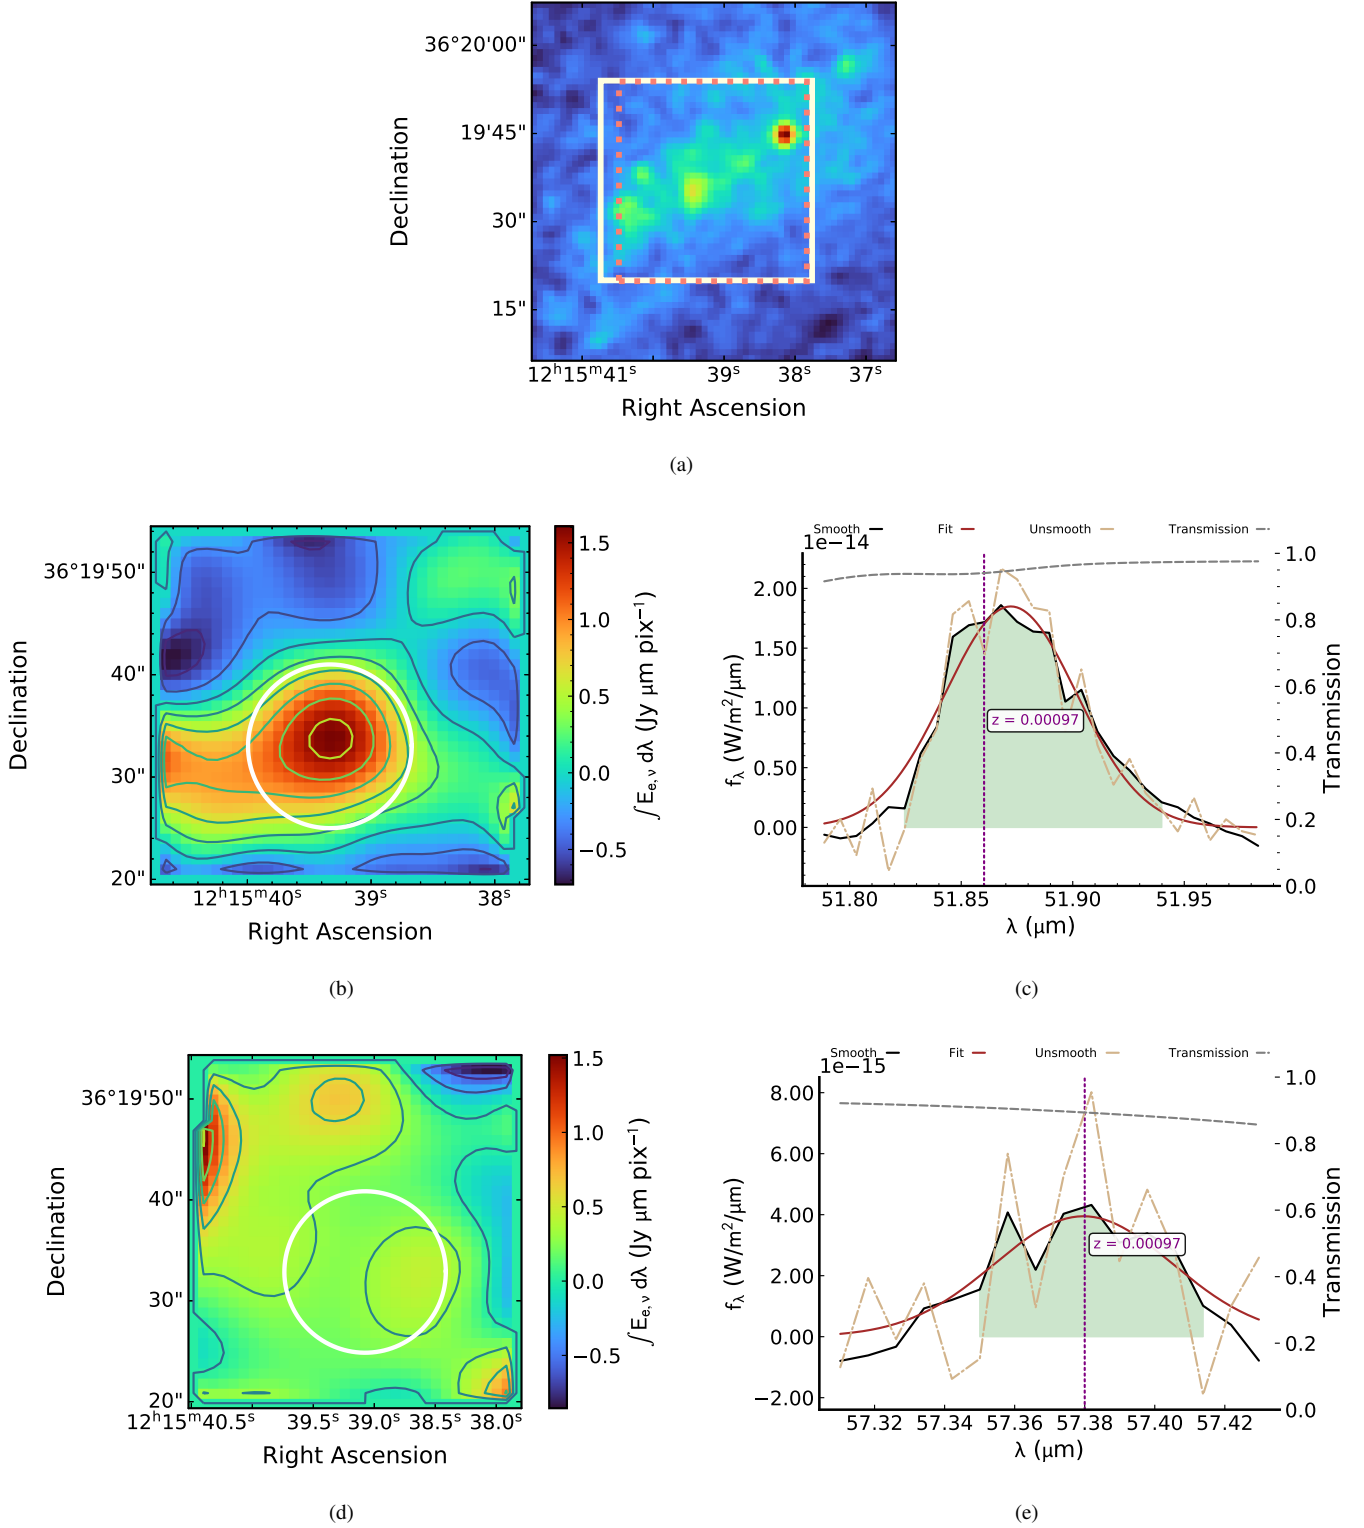 36°20'00"
19'45"
30"
15"
Declination
12ʰ15ᵐ41ˢ 39ˢ 38ˢ 37ˢ
Right Ascension
(a)
36°19'50"
40"
30"
20"
Declination
12ʰ15ᵐ40ˢ 39ˢ 38ˢ
Right Ascension
1.5
1.0
0.5
0.0
−0.5
∫E_{e,ν} dλ (Jy μm pix⁻¹)
(b)
Smooth Fit Unsmooth Transmission
1e−14
2.00
1.50
1.00
0.50
0.00
f_λ (W/m²/μm)
z = 0.00097
1.0
0.8
0.6
0.4
0.2
0.0
Transmission
51.80 51.85 51.90 51.95
λ (μm)
(c)
36°19'50"
40"
30"
20"
Declination
12ʰ15ᵐ40.5ˢ 39.5ˢ 39.0ˢ 38.5ˢ 38.0ˢ
Right Ascension
1.5
1.0
0.5
0.0
−0.5
∫E_{e,ν} dλ (Jy μm pix⁻¹)
(d)
Smooth Fit Unsmooth Transmission
1e−15
8.00
6.00
4.00
2.00
0.00
−2.00
f_λ (W/m²/μm)
z = 0.00097
1.0
0.8
0.6
0.4
0.2
0.0
Transmission
57.32 57.34 57.36 57.38 57.40 57.42
λ (μm)
(e)